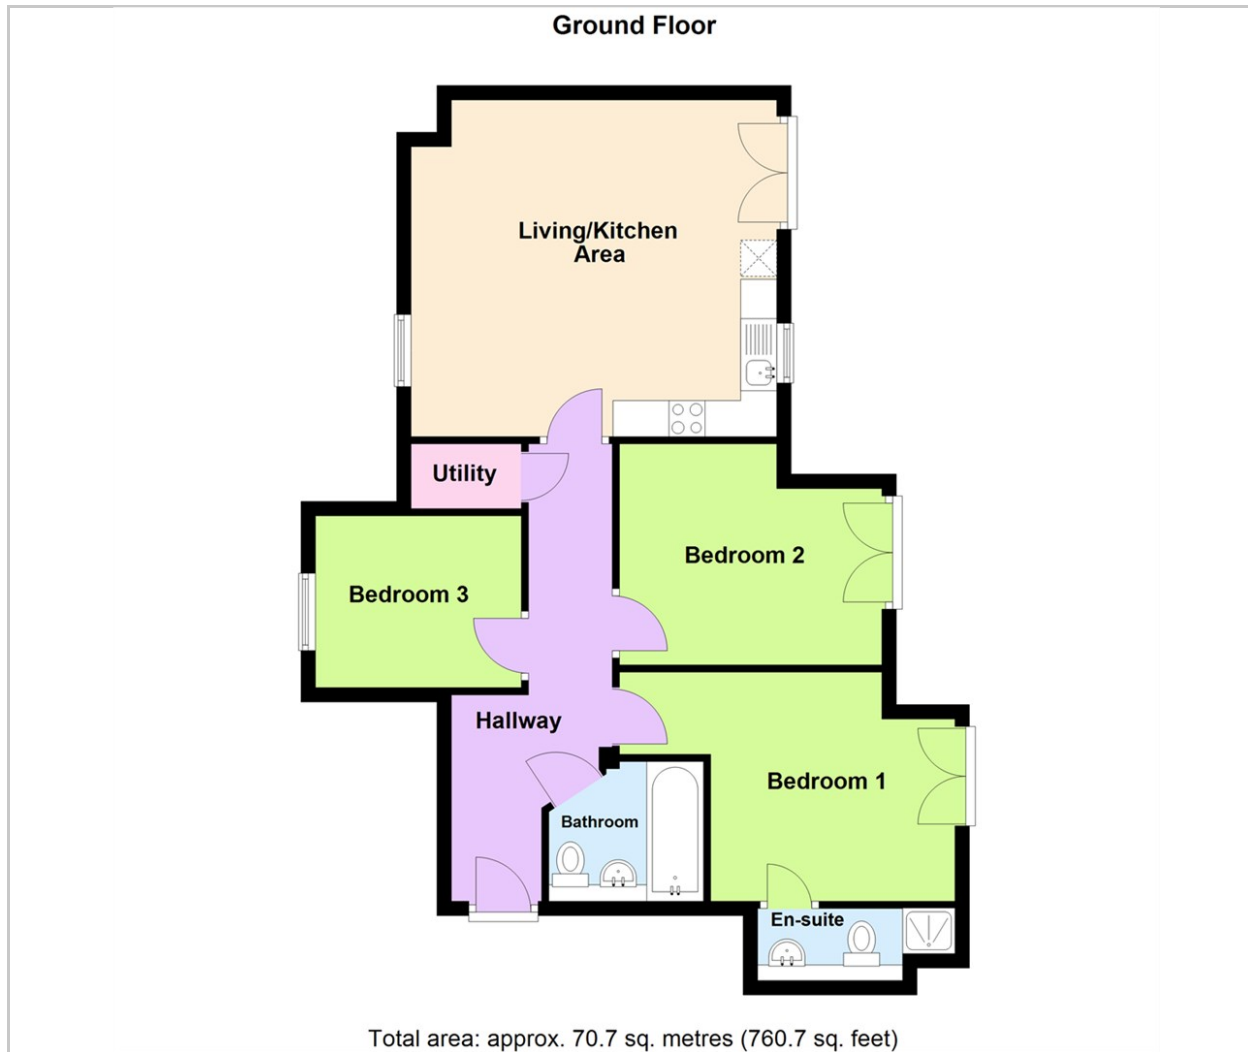 Ground Floor
Living/Kitchen
Area
Utility
Bedroom 2
Bedroom 3
Hallway
Bedroom 1
Bathroom
En-suite
Total area: approx. 70.7 sq. metres (760.7 sq. feet)